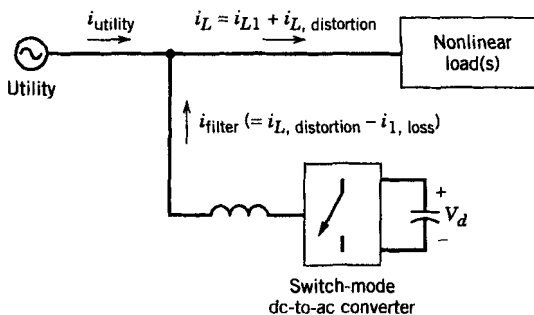 i_utility
i_L = i_L1 + i_L, distortion
Nonlinear
load(s)
Utility
i_filter (= i_L, distortion − i_1, loss)
+
V_d
−
Switch-mode
dc-to-ac converter